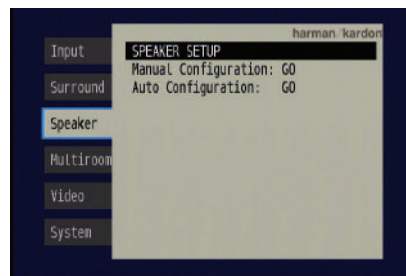 harman/kardon
Input
SPEAKER SETUP
Manual Configuration: GO
Surround
Auto Configuration: GO
Speaker
Multiroom
Video
System